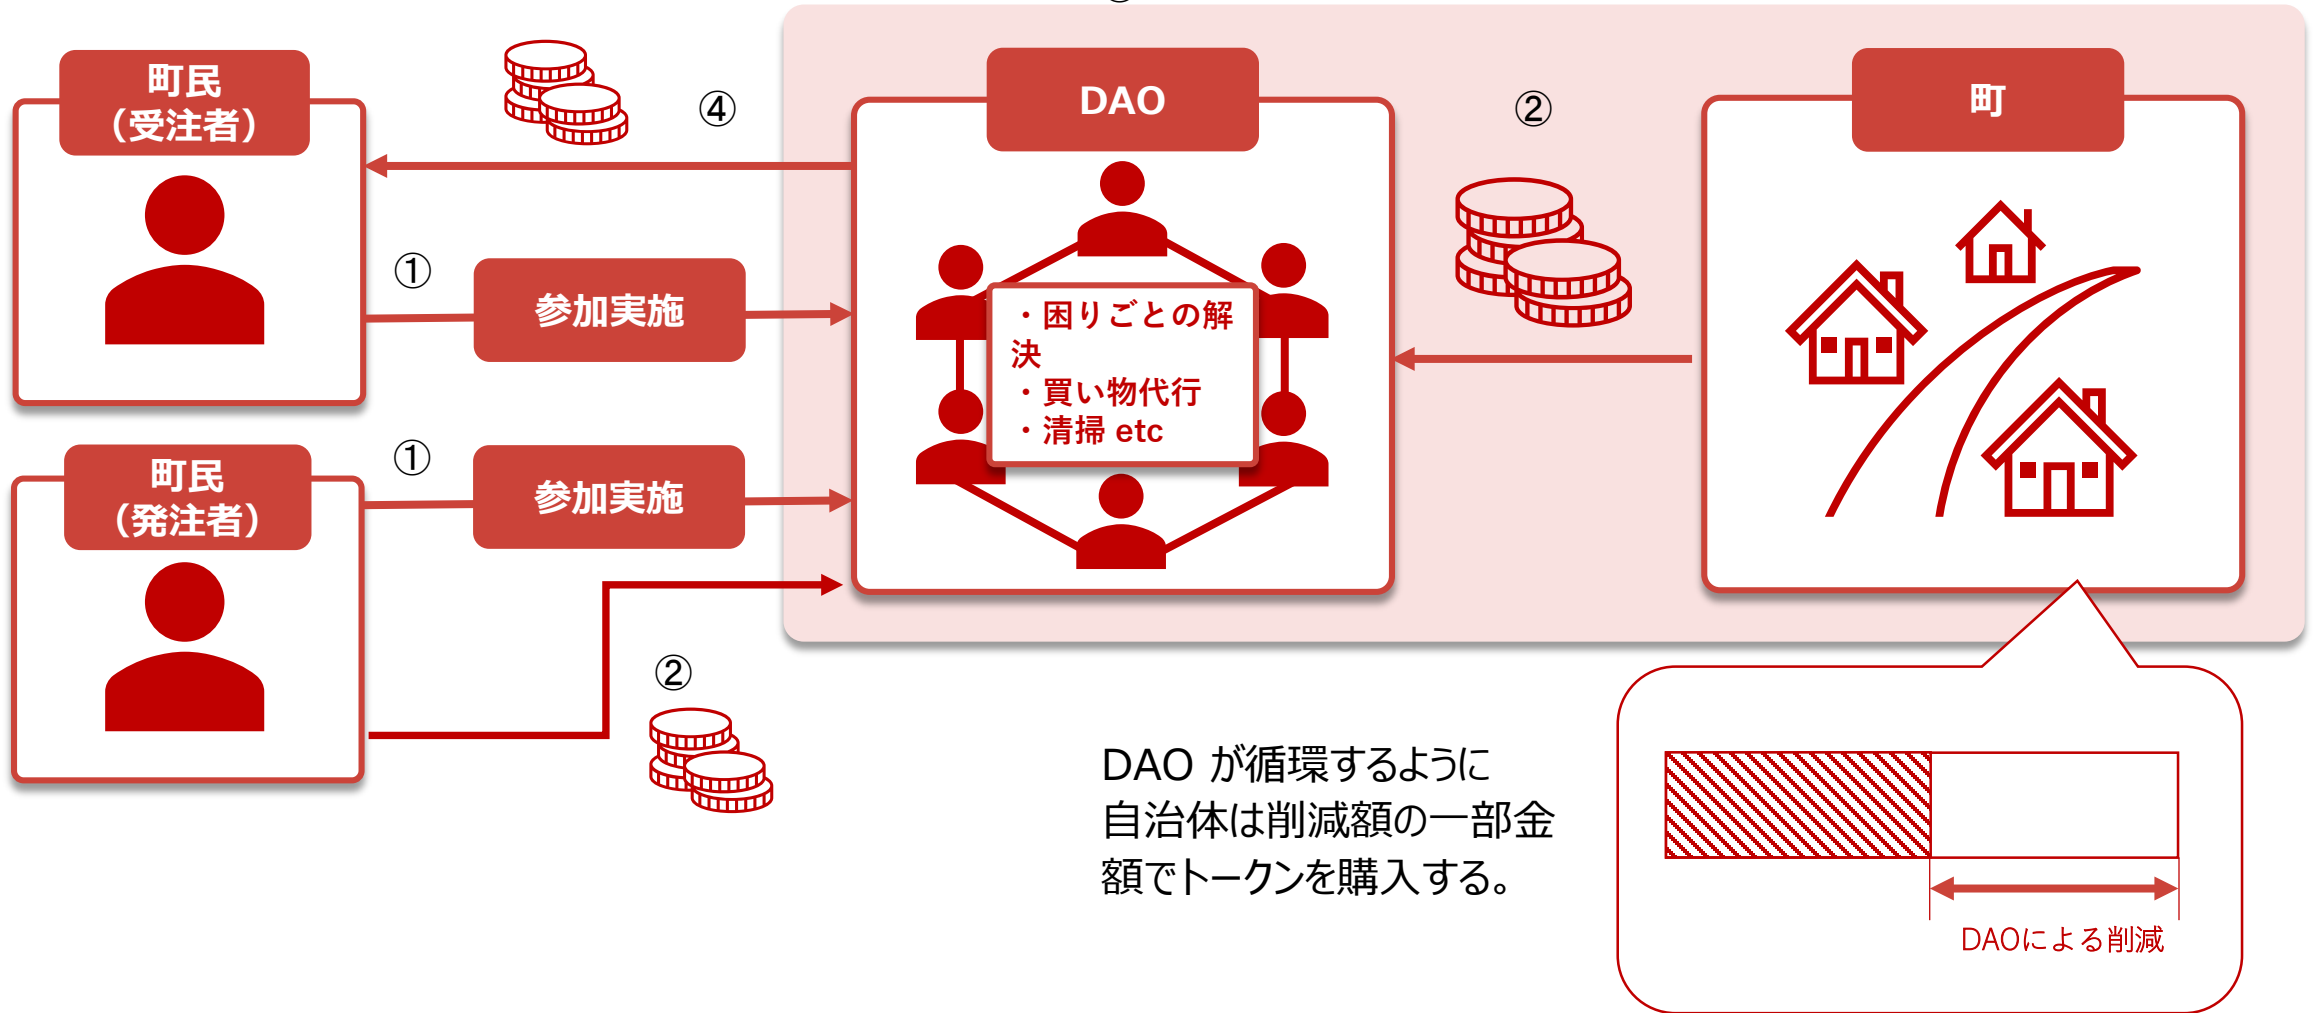 町民
（受注者）
④
DAO
②
町
①
参加実施
・困りごとの解
決
・買い物代行
・清掃 etc
町民
（発注者）
①
参加実施
②
DAO が循環するように
自治体は削減額の一部金
額でトークンを購入する。
DAOによる削減